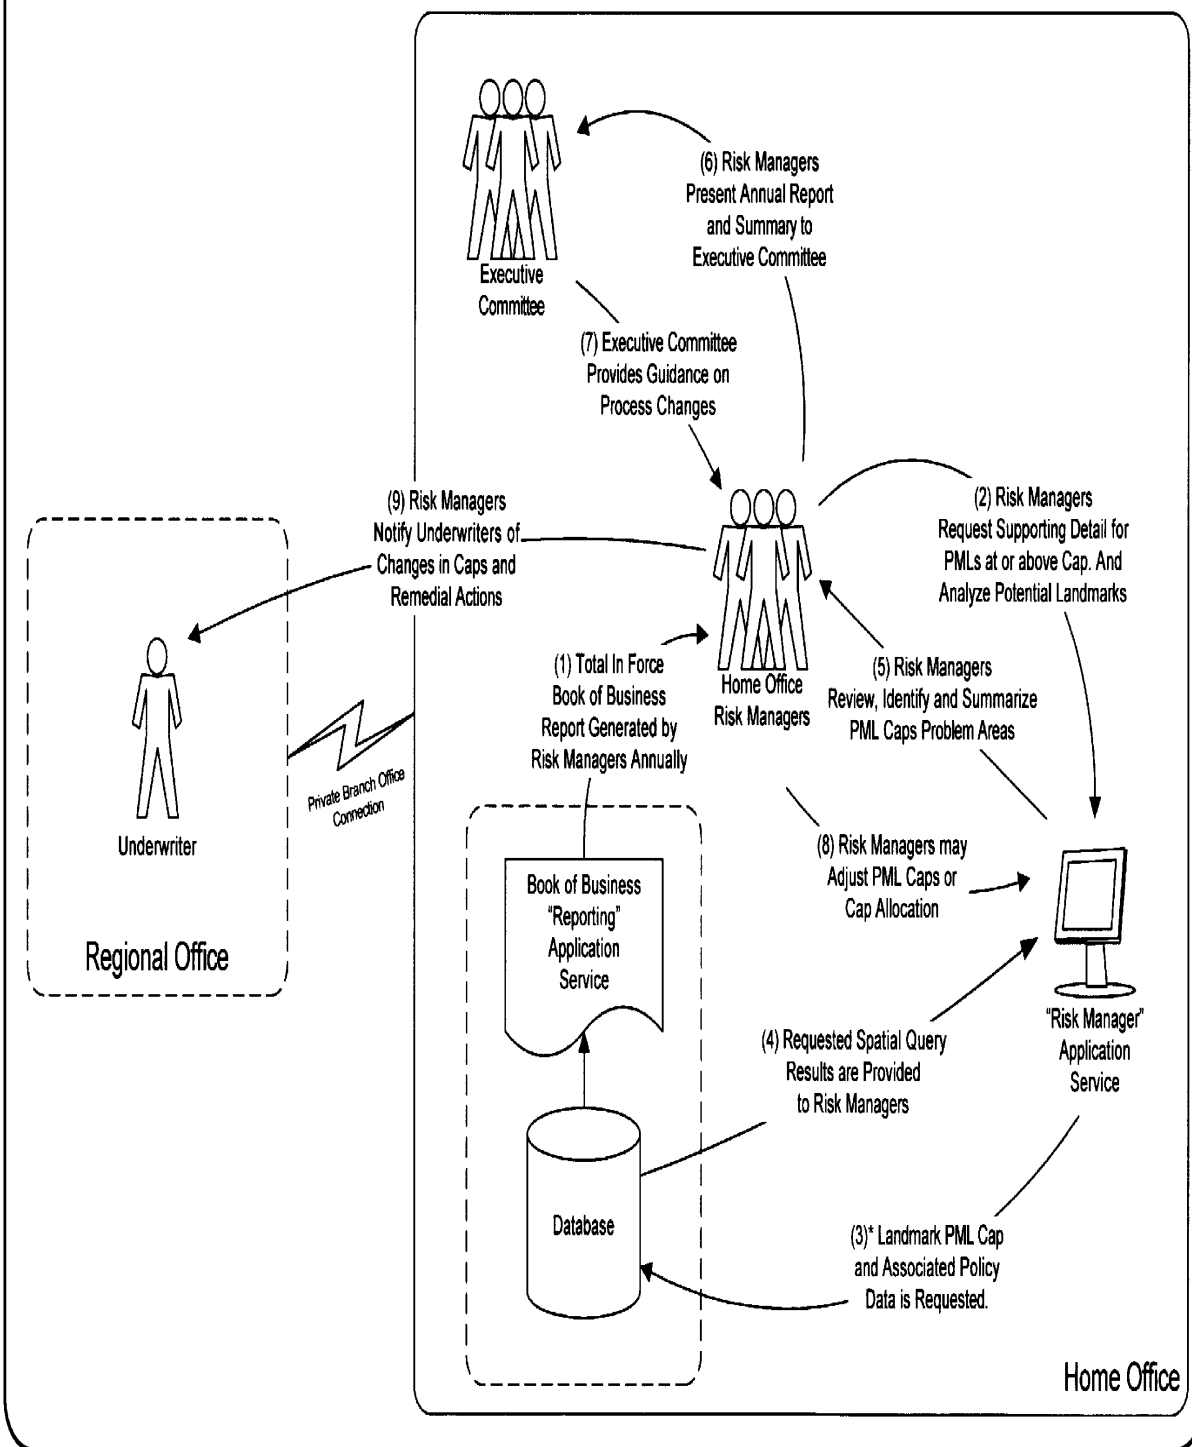 Executive
Committee
(6) Risk Managers
Present Annual Report
and Summary to
Executive Committee
(7) Executive Committee
Provides Guidance on
Process Changes
(9) Risk Managers
Notify Underwriters of
Changes in Caps and
Remedial Actions
(2) Risk Managers
Request Supporting Detail for
PMLs at or above Cap. And
Analyze Potential Landmarks
Home Office
Risk Managers
(1) Total In Force
Book of Business
Report Generated by
Risk Managers Annually
(5) Risk Managers
Review, Identify and Summarize
PML Caps Problem Areas
Underwriter
Regional Office
Private Branch Office
Connection
(8) Risk Managers may
Adjust PML Caps or
Cap Allocation
Book of Business
"Reporting"
Application
Service
"Risk Manager"
Application
Service
(4) Requested Spatial Query
Results are Provided
to Risk Managers
Database
(3)* Landmark PML Cap
and Associated Policy
Data is Requested.
Home Office